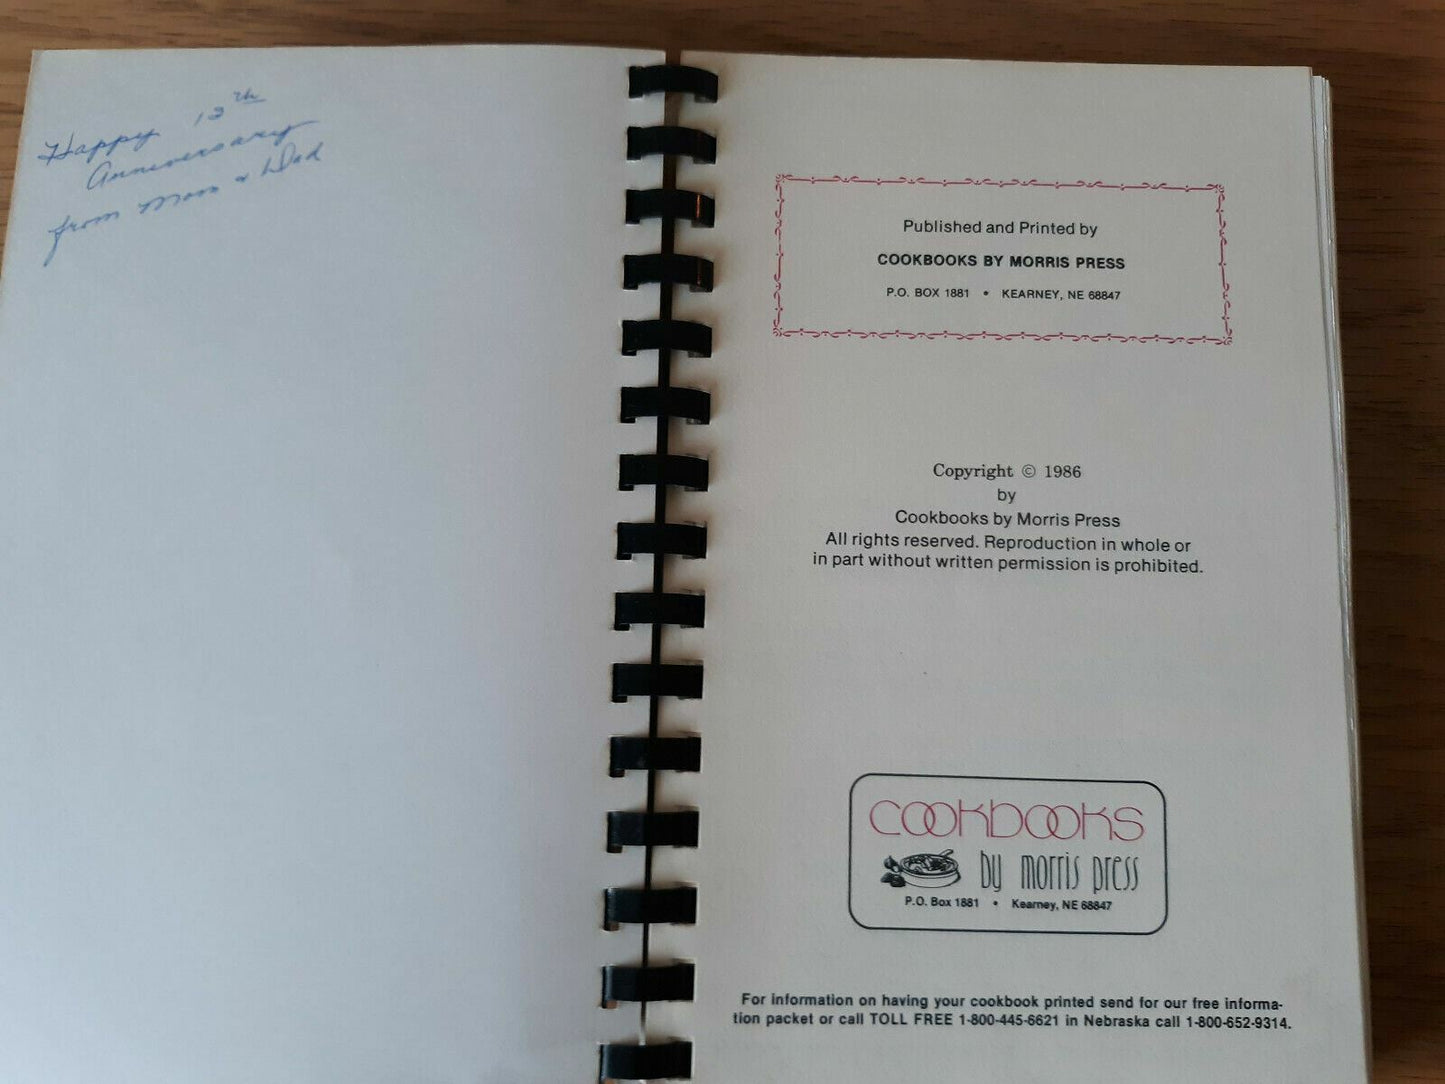 Happy 13th
Anniversary
from Mom & Dad
Published and Printed by
COOKBOOKS BY MORRIS PRESS
P.O. BOX 1881 • KEARNEY, NE 68847
Copyright © 1986
by
Cookbooks by Morris Press
All rights reserved. Reproduction in whole or
in part without written permission is prohibited.
COOKBOOKS
by morris press
P.O. Box 1881 • Kearney, NE 68847
For information on having your cookbook printed send for our free informa-
tion packet or call TOLL FREE 1-800-445-6621 in Nebraska call 1-800-652-9314.